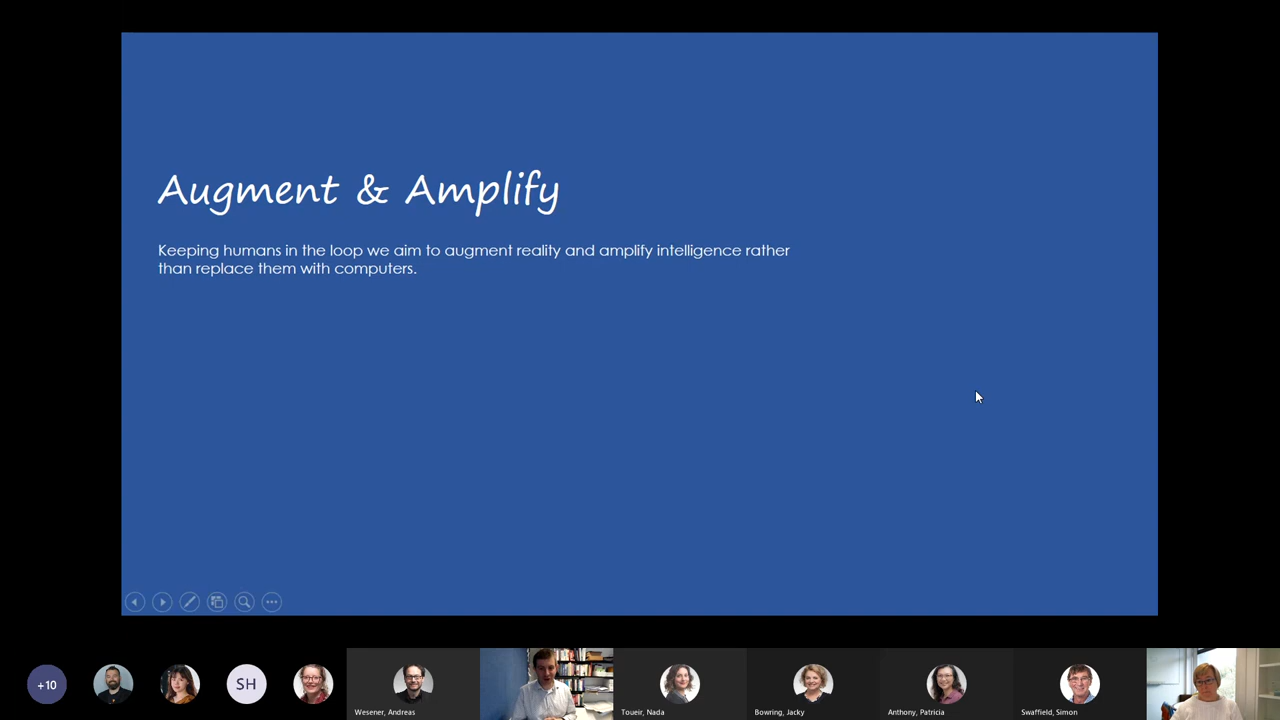 Augment & Amplify
Keeping humans in the loop we aim to augment reality and amplify intelligence rather
than replace them with computers.
+10
SH
Wesener, Andreas
Toueir, Nada
Bowring, Jacky
Anthony, Patricia
Swaffield, Simon